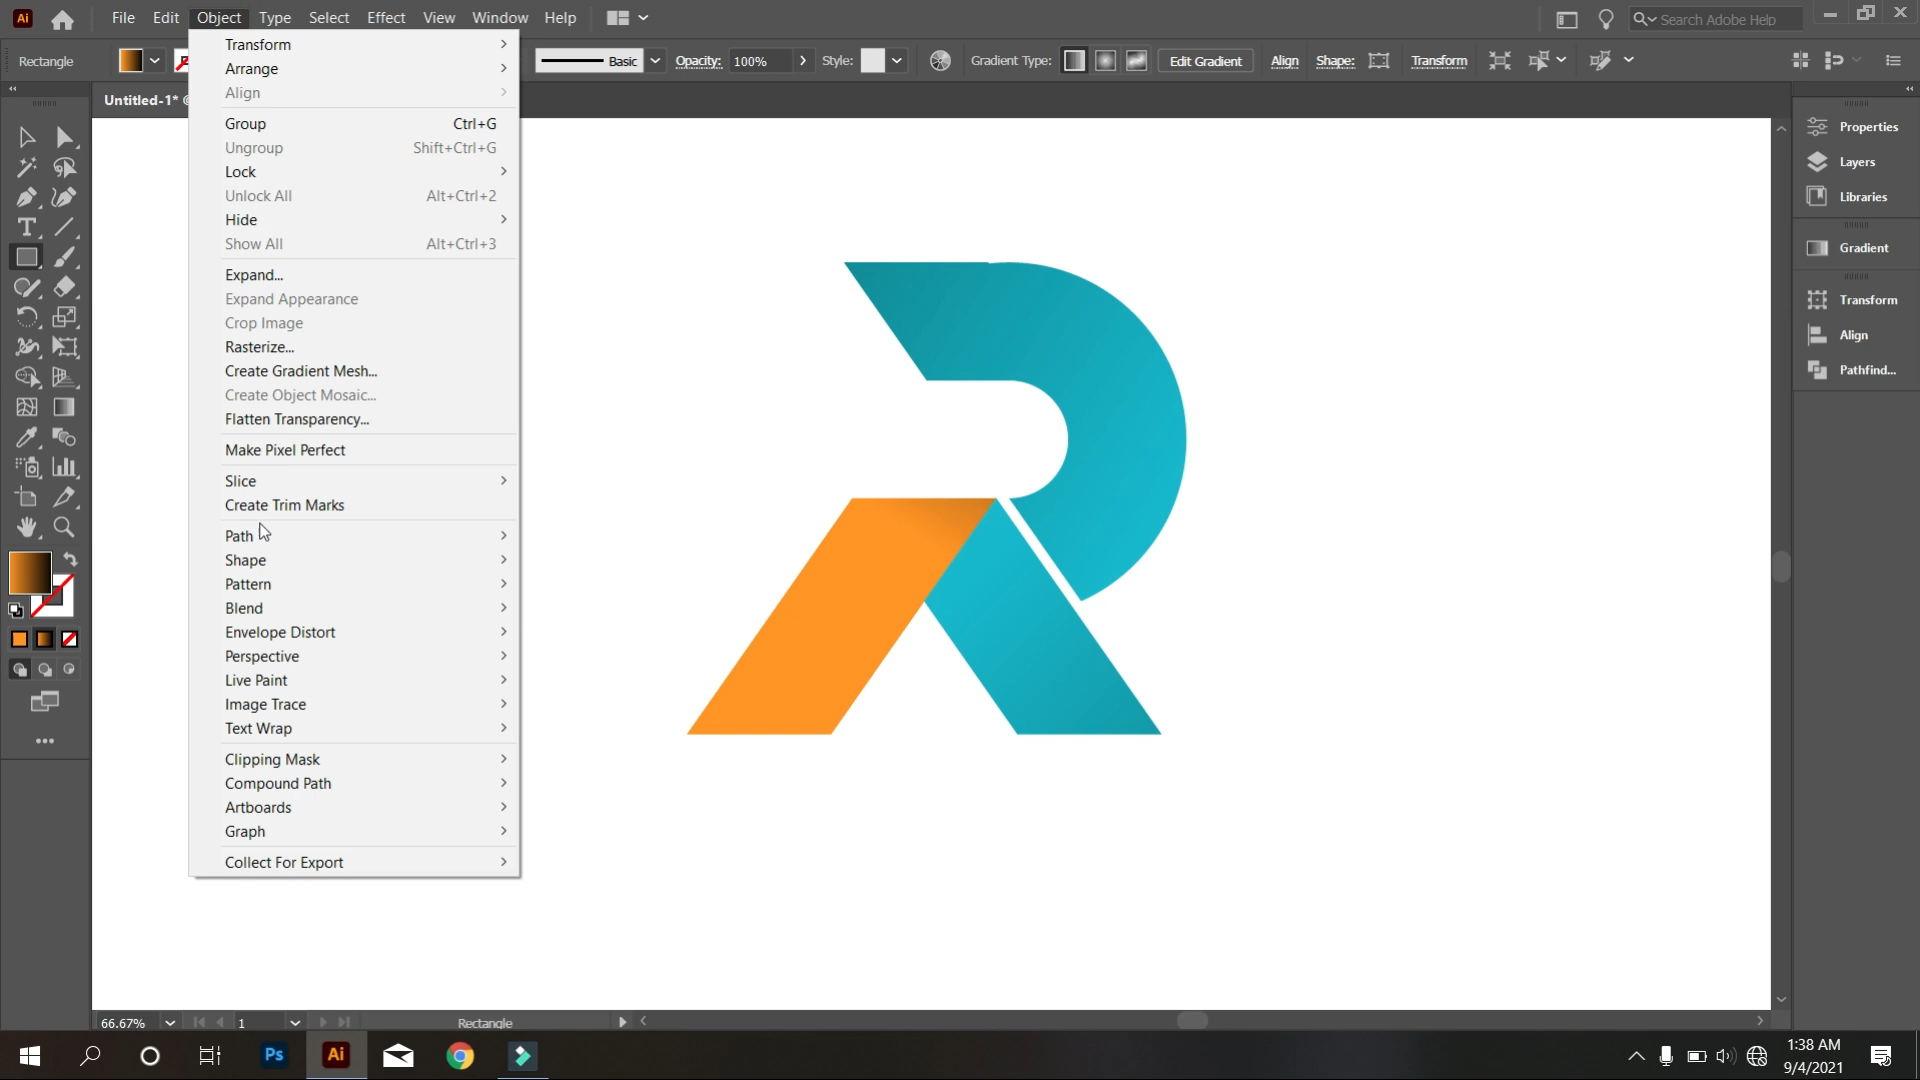 Ai File Edit Object Type Select Effect View Window Help Search Adobe Help
Rectangle Basic Opacity: 100% Style: Gradient Type: Edit Gradient Align Shape: Transform
Untitled-1*
Transform
Arrange
Align
Group Ctrl+G
Ungroup Shift+Ctrl+G
Lock
Unlock All Alt+Ctrl+2
Hide
Show All Alt+Ctrl+3
Expand...
Expand Appearance
Crop Image
Rasterize...
Create Gradient Mesh...
Create Object Mosaic...
Flatten Transparency...
Make Pixel Perfect
Slice
Create Trim Marks
Path
Shape
Pattern
Blend
Envelope Distort
Perspective
Live Paint
Image Trace
Text Wrap
Clipping Mask
Compound Path
Artboards
Graph
Collect For Export
Properties
Layers
Libraries
Gradient
Transform
Align
Pathfind...
66.67% 1 Rectangle
Ps Ai
1:38 AM
9/4/2021